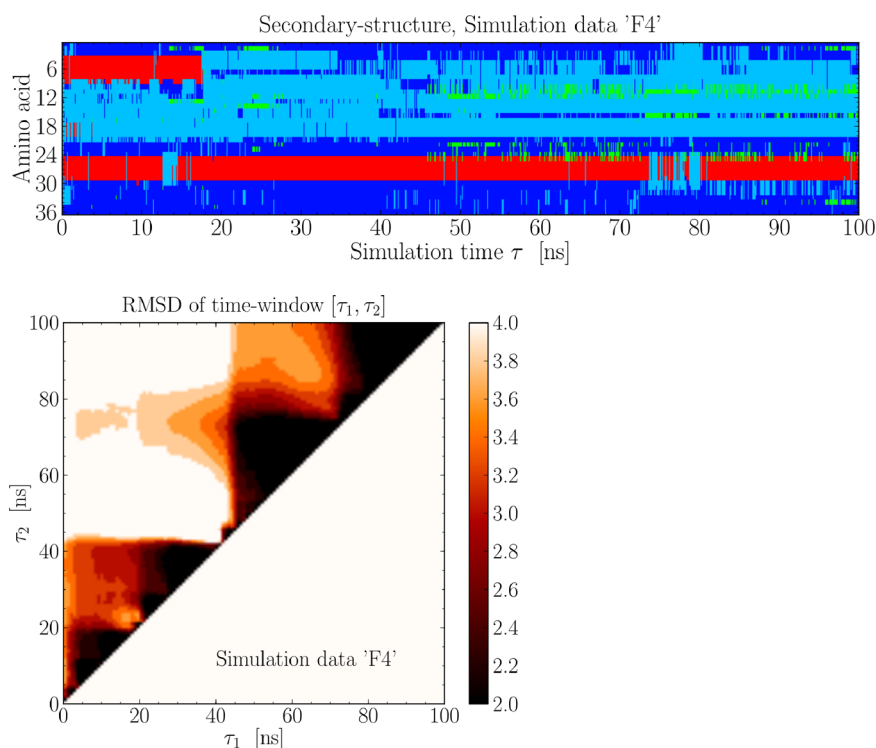 Secondary-structure, Simulation data 'F4'
Amino acid
6
12
18
24
30
36
0 10 20 30 40 50 60 70 80 90 100
Simulation time τ [ns]
RMSD of time-window [τ₁, τ₂]
τ₂ [ns]
100
80
60
40
20
0
Simulation data 'F4'
0 20 40 60 80 100
τ₁ [ns]
4.0
3.8
3.6
3.4
3.2
3.0
2.8
2.6
2.4
2.2
2.0